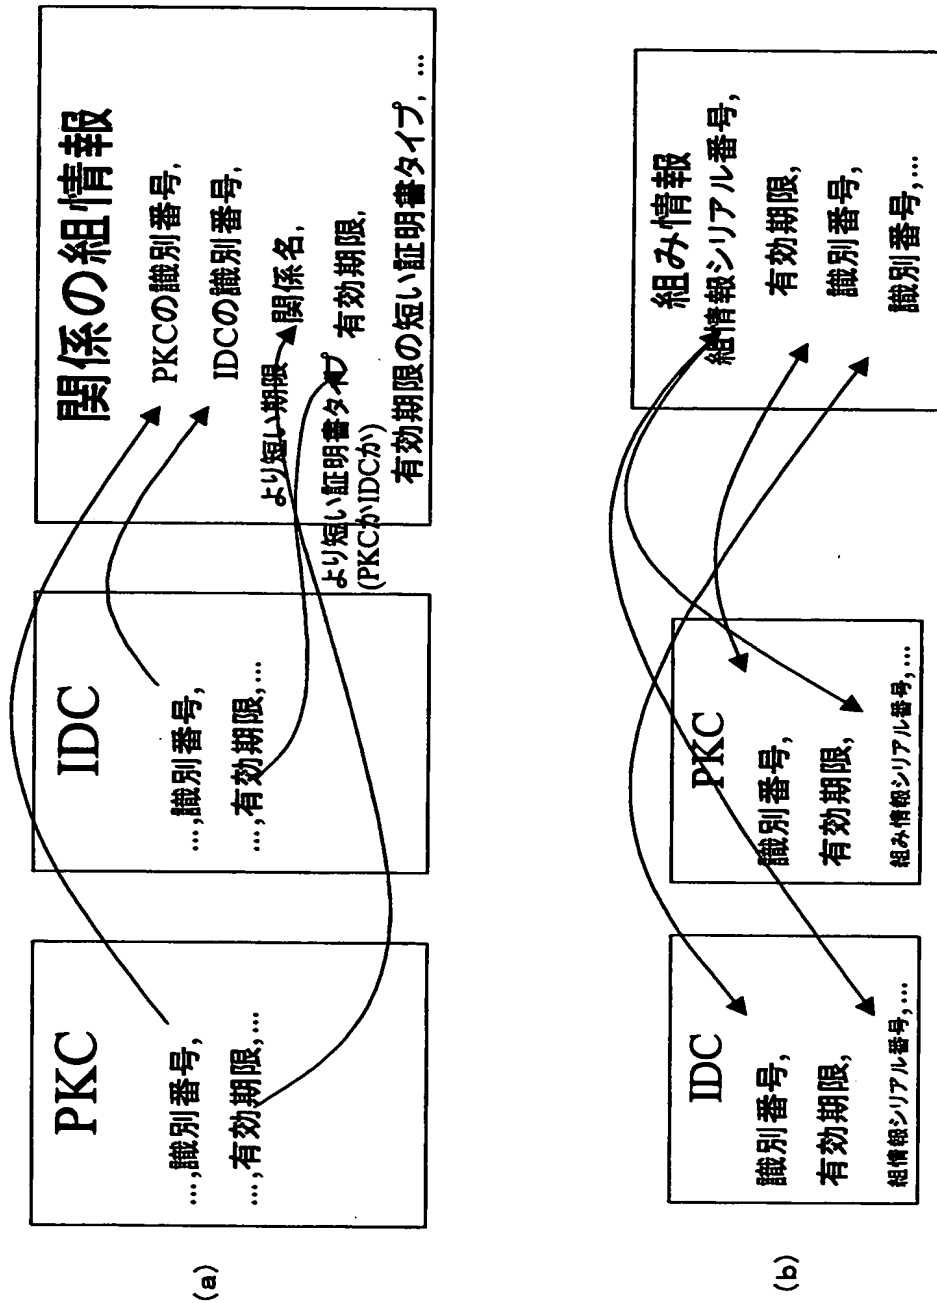 (a)
PKC
…,識別番号,
…,有効期限,…
IDC
…,識別番号,
…,有効期限,…
関係の組情報
PKCの識別番号,
IDCの識別番号,
より短い期限
関係名,
有効期限,
より短い証明書タイプ
(PKCかIDCか)
有効期限の短い証明書タイプ, …
(b)
IDC
識別番号,
有効期限,
組情報シリアル番号,…
PKC
識別番号,
有効期限,
組み情報シリアル番号,…
組み情報
組情報シリアル番号,
有効期限,
識別番号,
識別番号,…